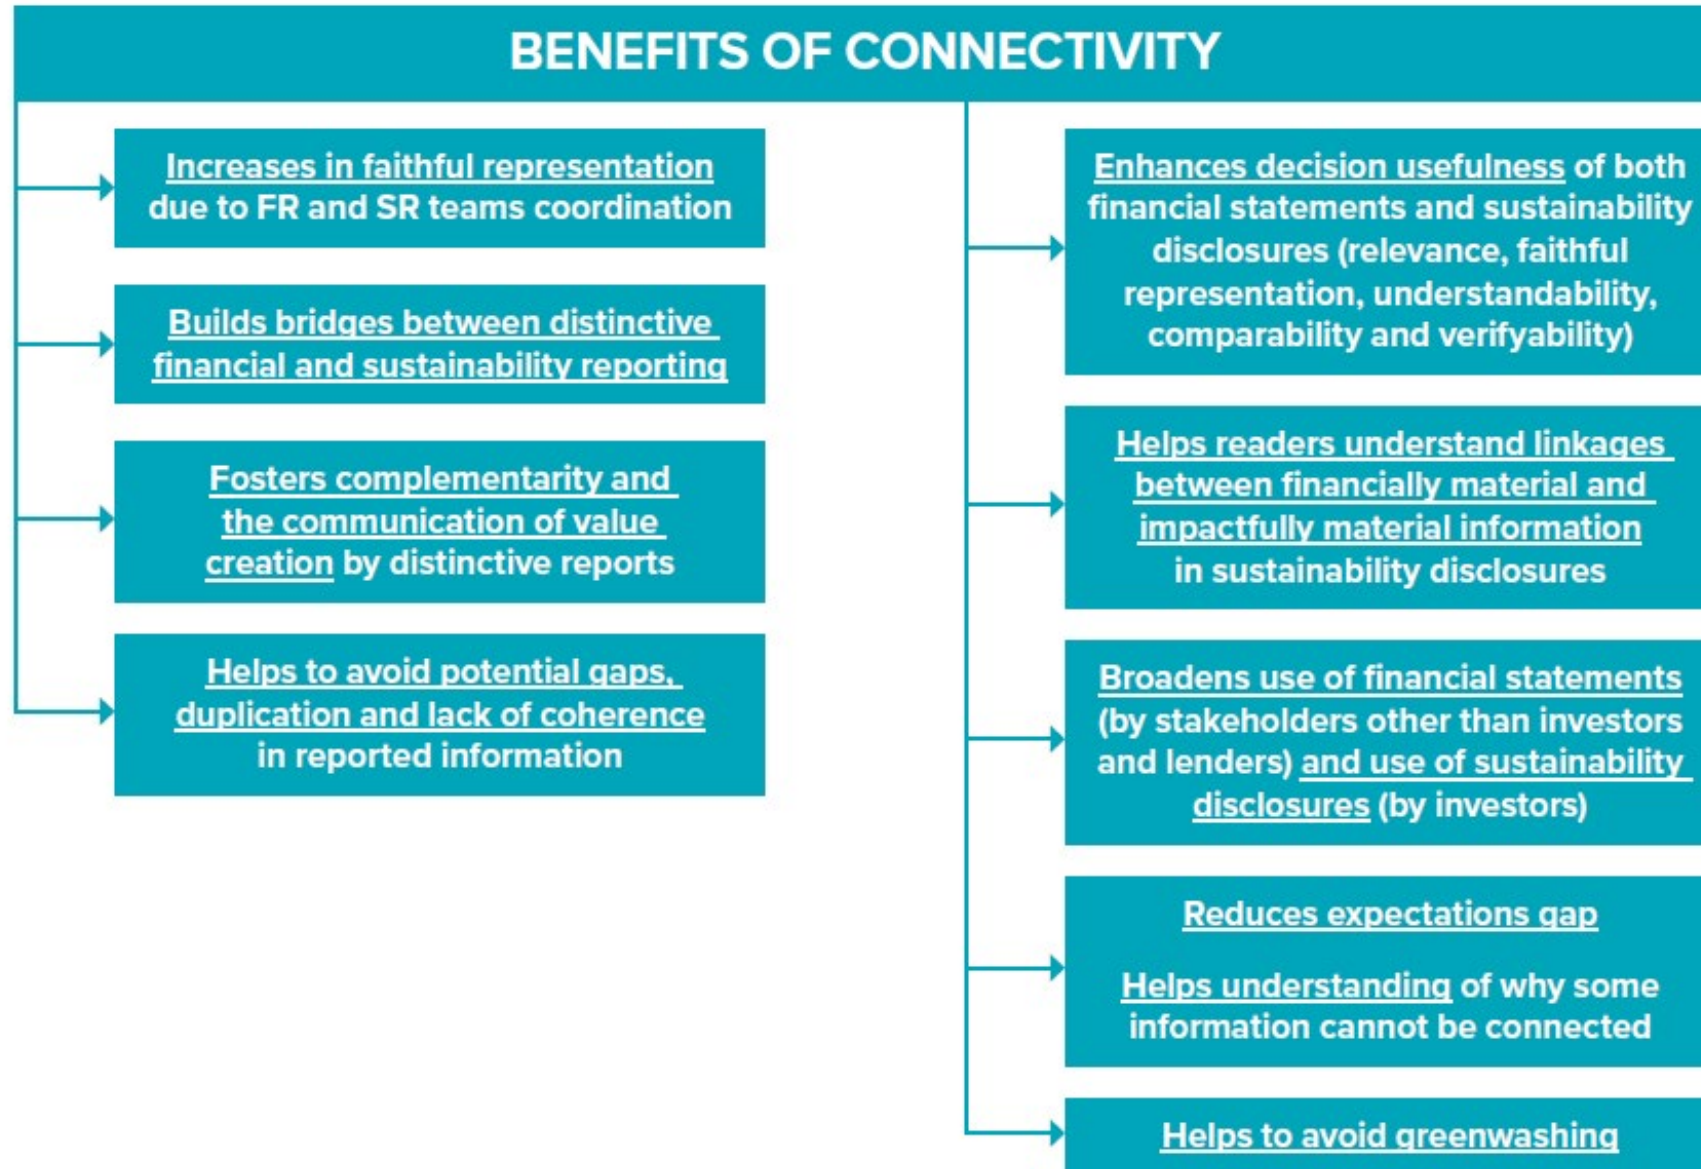 BENEFITS OF CONNECTIVITY
Increases in faithful representation
due to FR and SR teams coordination
Builds bridges between distinctive
financial and sustainability reporting
Fosters complementarity and
the communication of value
creation by distinctive reports
Helps to avoid potential gaps,
duplication and lack of coherence
in reported information
Enhances decision usefulness of both
financial statements and sustainability
disclosures (relevance, faithful
representation, understandability,
comparability and verifyability)
Helps readers understand linkages
between financially material and
impactfully material information
in sustainability disclosures
Broadens use of financial statements
(by stakeholders other than investors
and lenders) and use of sustainability
disclosures (by investors)
Reduces expectations gap
Helps understanding of why some
information cannot be connected
Helps to avoid greenwashing